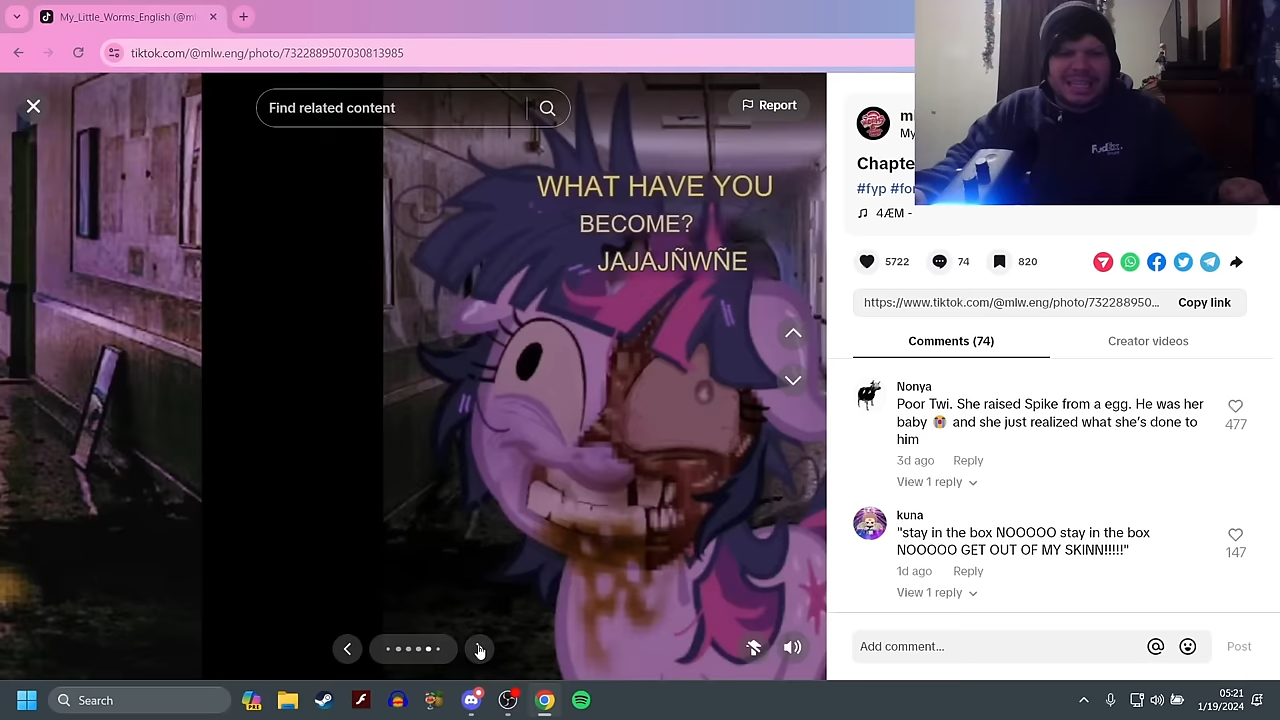 My_Little_Worms_English (@ml
tiktok.com/@mlw.eng/photo/7322889507030813985
Find related content
Report
WHAT HAVE YOU
BECOME?
JAJAJÑWÑE
ml
My
Chapte
#fyp #for
4ÆM -
5722
74
820
https://www.tiktok.com/@mlw.eng/photo/732288950...
Copy link
Comments (74)
Creator videos
Nonya
Poor Twi. She raised Spike from a egg. He was her
baby 😭 and she just realized what she's done to
him
477
3d ago
Reply
View 1 reply
kuna
"stay in the box NOOOOO stay in the box
NOOOOO GET OUT OF MY SKINN!!!!!"
147
1d ago
Reply
View 1 reply
Add comment...
Post
Search
05:21
1/19/2024
FedEx